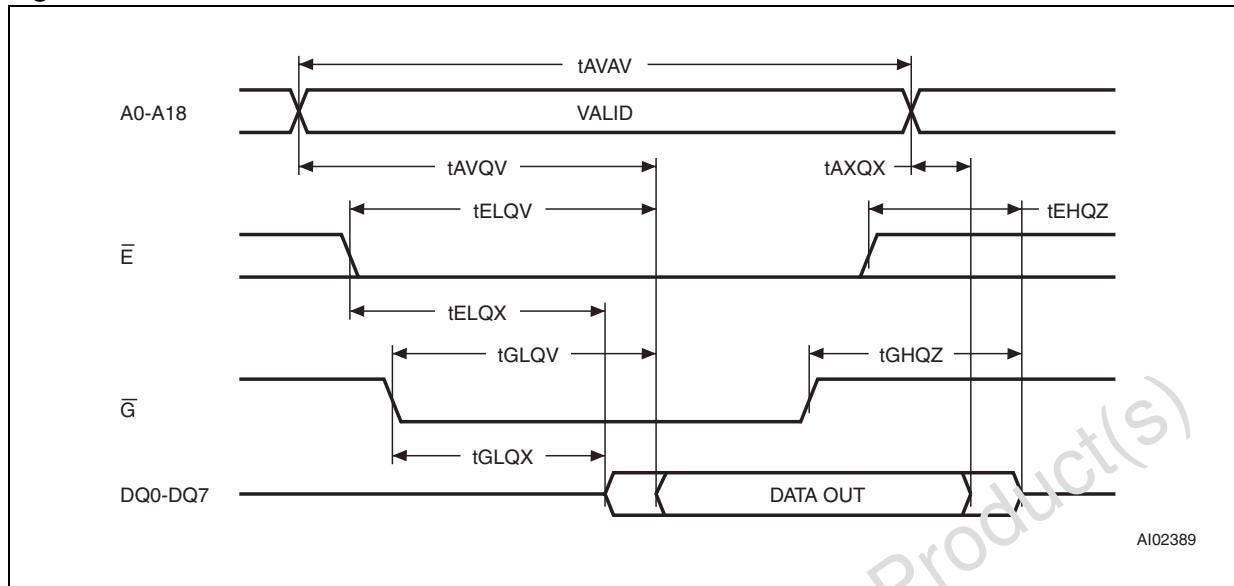 tAVAV
A0-A18
VALID
tAVQV
tAXQX
tELQV
tEHQZ
E̅
tELQX
tGLQV
tGHQZ
G̅
tGLQX
DQ0-DQ7
DATA OUT
Product(s)
AI02389